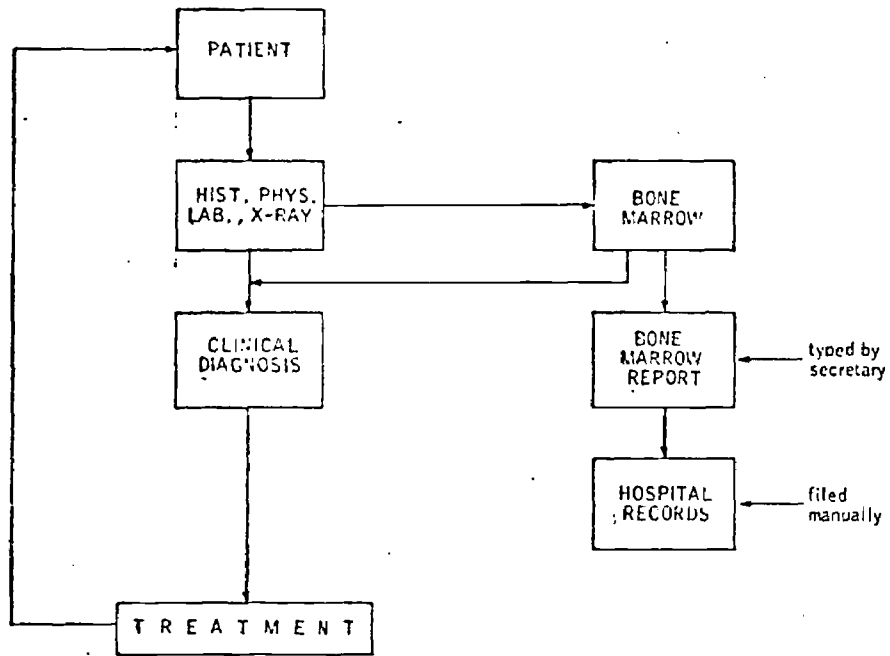 PATIENT
HIST. PHYS.
LAB., X-RAY
BONE
MARROW
CLINICAL
DIAGNOSIS
BONE
MARROW
REPORT
typed by
secretary
HOSPITAL
RECORDS
filed
manually
TREATMENT